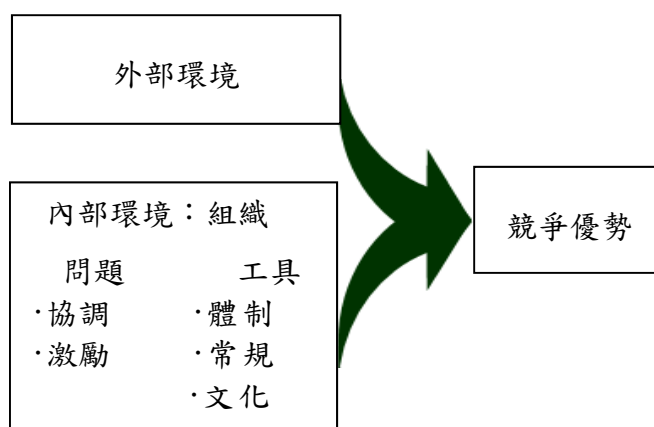 外部環境
內部環境：組織
問題 工具
·協調 ·體制
·激勵 ·常規
·文化
競爭優勢